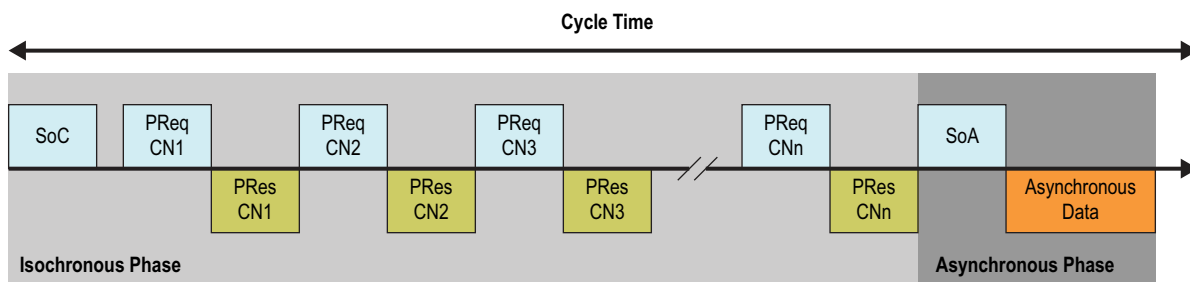 Cycle Time
SoC
PReq
CN1
PReq
CN2
PReq
CN3
PReq
CNn
SoA
PRes
CN1
PRes
CN2
PRes
CN3
PRes
CNn
Asynchronous
Data
Isochronous Phase
Asynchronous Phase